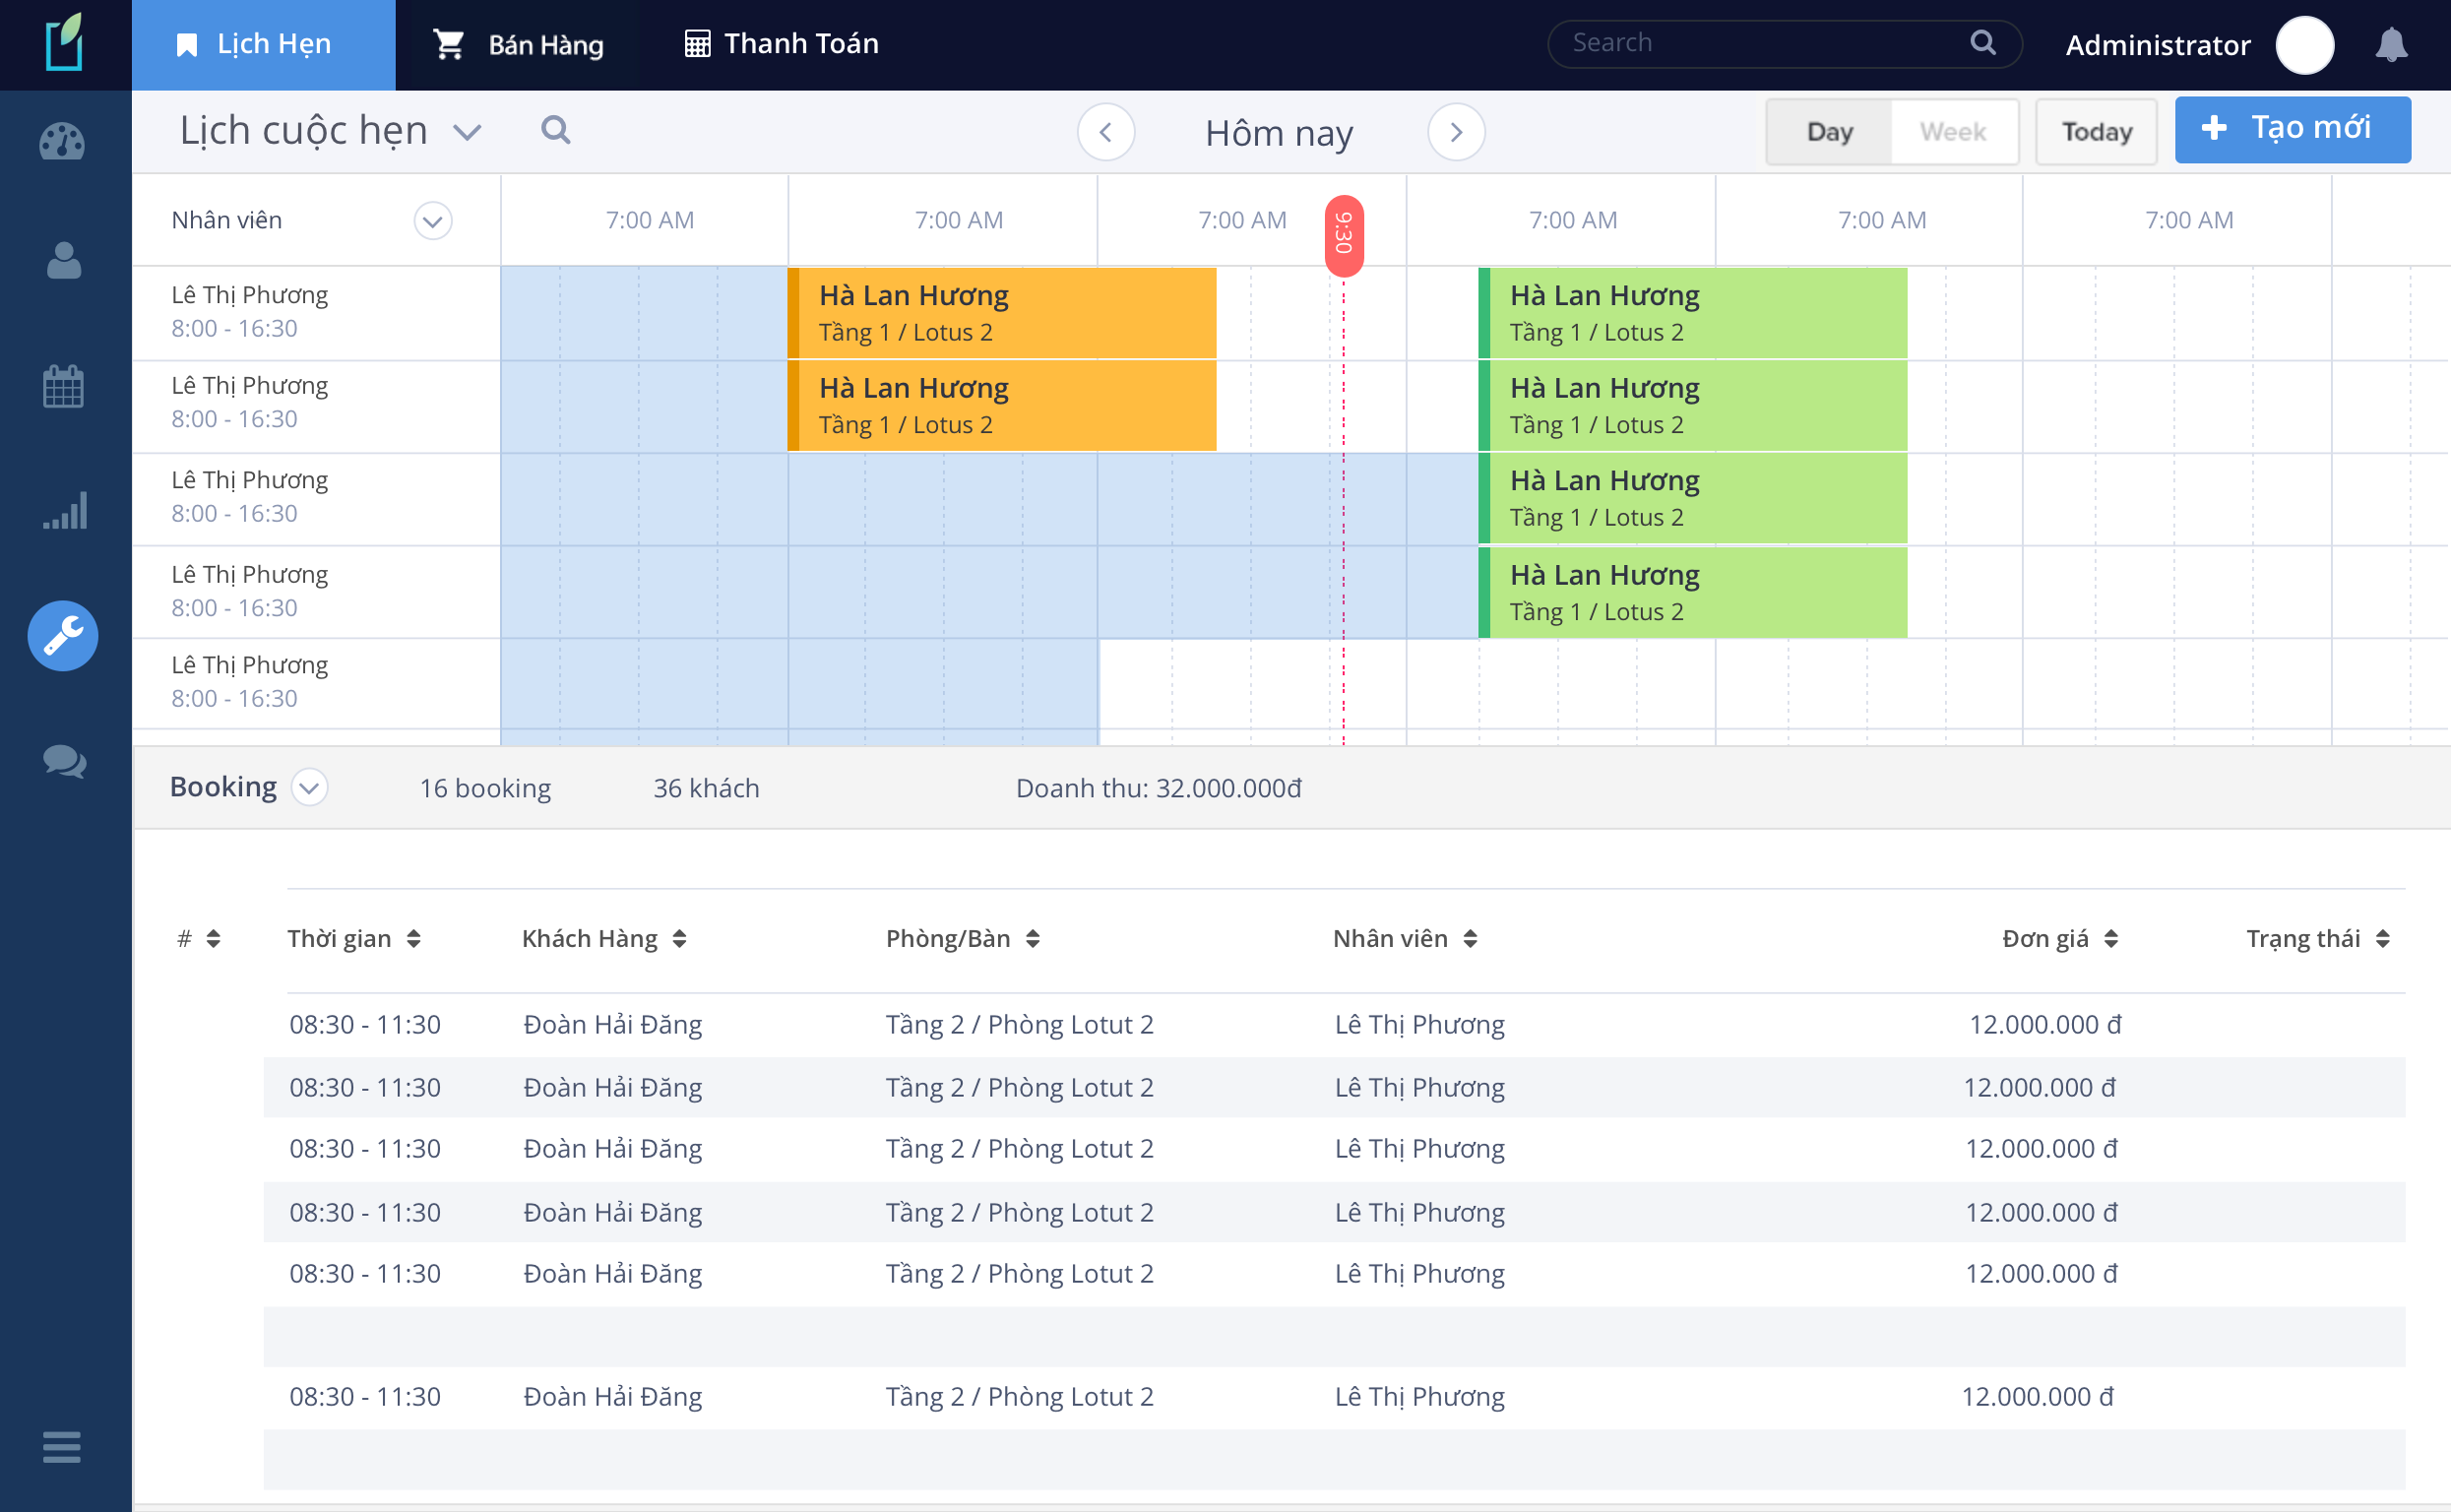 Lịch Hẹn
Bán Hàng
Thanh Toán
Search
Administrator
Lịch cuộc hẹn
Hôm nay
Day
Week
Today
Tạo mới
Nhân viên
7:00 AM
7:00 AM
7:00 AM
9:30
7:00 AM
7:00 AM
7:00 AM
Lê Thị Phương
8:00 - 16:30
Hà Lan Hương
Tầng 1 / Lotus 2
Hà Lan Hương
Tầng 1 / Lotus 2
Lê Thị Phương
8:00 - 16:30
Hà Lan Hương
Tầng 1 / Lotus 2
Hà Lan Hương
Tầng 1 / Lotus 2
Lê Thị Phương
8:00 - 16:30
Hà Lan Hương
Tầng 1 / Lotus 2
Lê Thị Phương
8:00 - 16:30
Hà Lan Hương
Tầng 1 / Lotus 2
Lê Thị Phương
8:00 - 16:30
Booking
16 booking
36 khách
Doanh thu: 32.000.000đ
# Thời gian Khách Hàng Phòng/Bàn Nhân viên Đơn giá Trạng thái
08:30 - 11:30 Đoàn Hải Đăng Tầng 2 / Phòng Lotut 2 Lê Thị Phương 12.000.000 đ
08:30 - 11:30 Đoàn Hải Đăng Tầng 2 / Phòng Lotut 2 Lê Thị Phương 12.000.000 đ
08:30 - 11:30 Đoàn Hải Đăng Tầng 2 / Phòng Lotut 2 Lê Thị Phương 12.000.000 đ
08:30 - 11:30 Đoàn Hải Đăng Tầng 2 / Phòng Lotut 2 Lê Thị Phương 12.000.000 đ
08:30 - 11:30 Đoàn Hải Đăng Tầng 2 / Phòng Lotut 2 Lê Thị Phương 12.000.000 đ
08:30 - 11:30 Đoàn Hải Đăng Tầng 2 / Phòng Lotut 2 Lê Thị Phương 12.000.000 đ